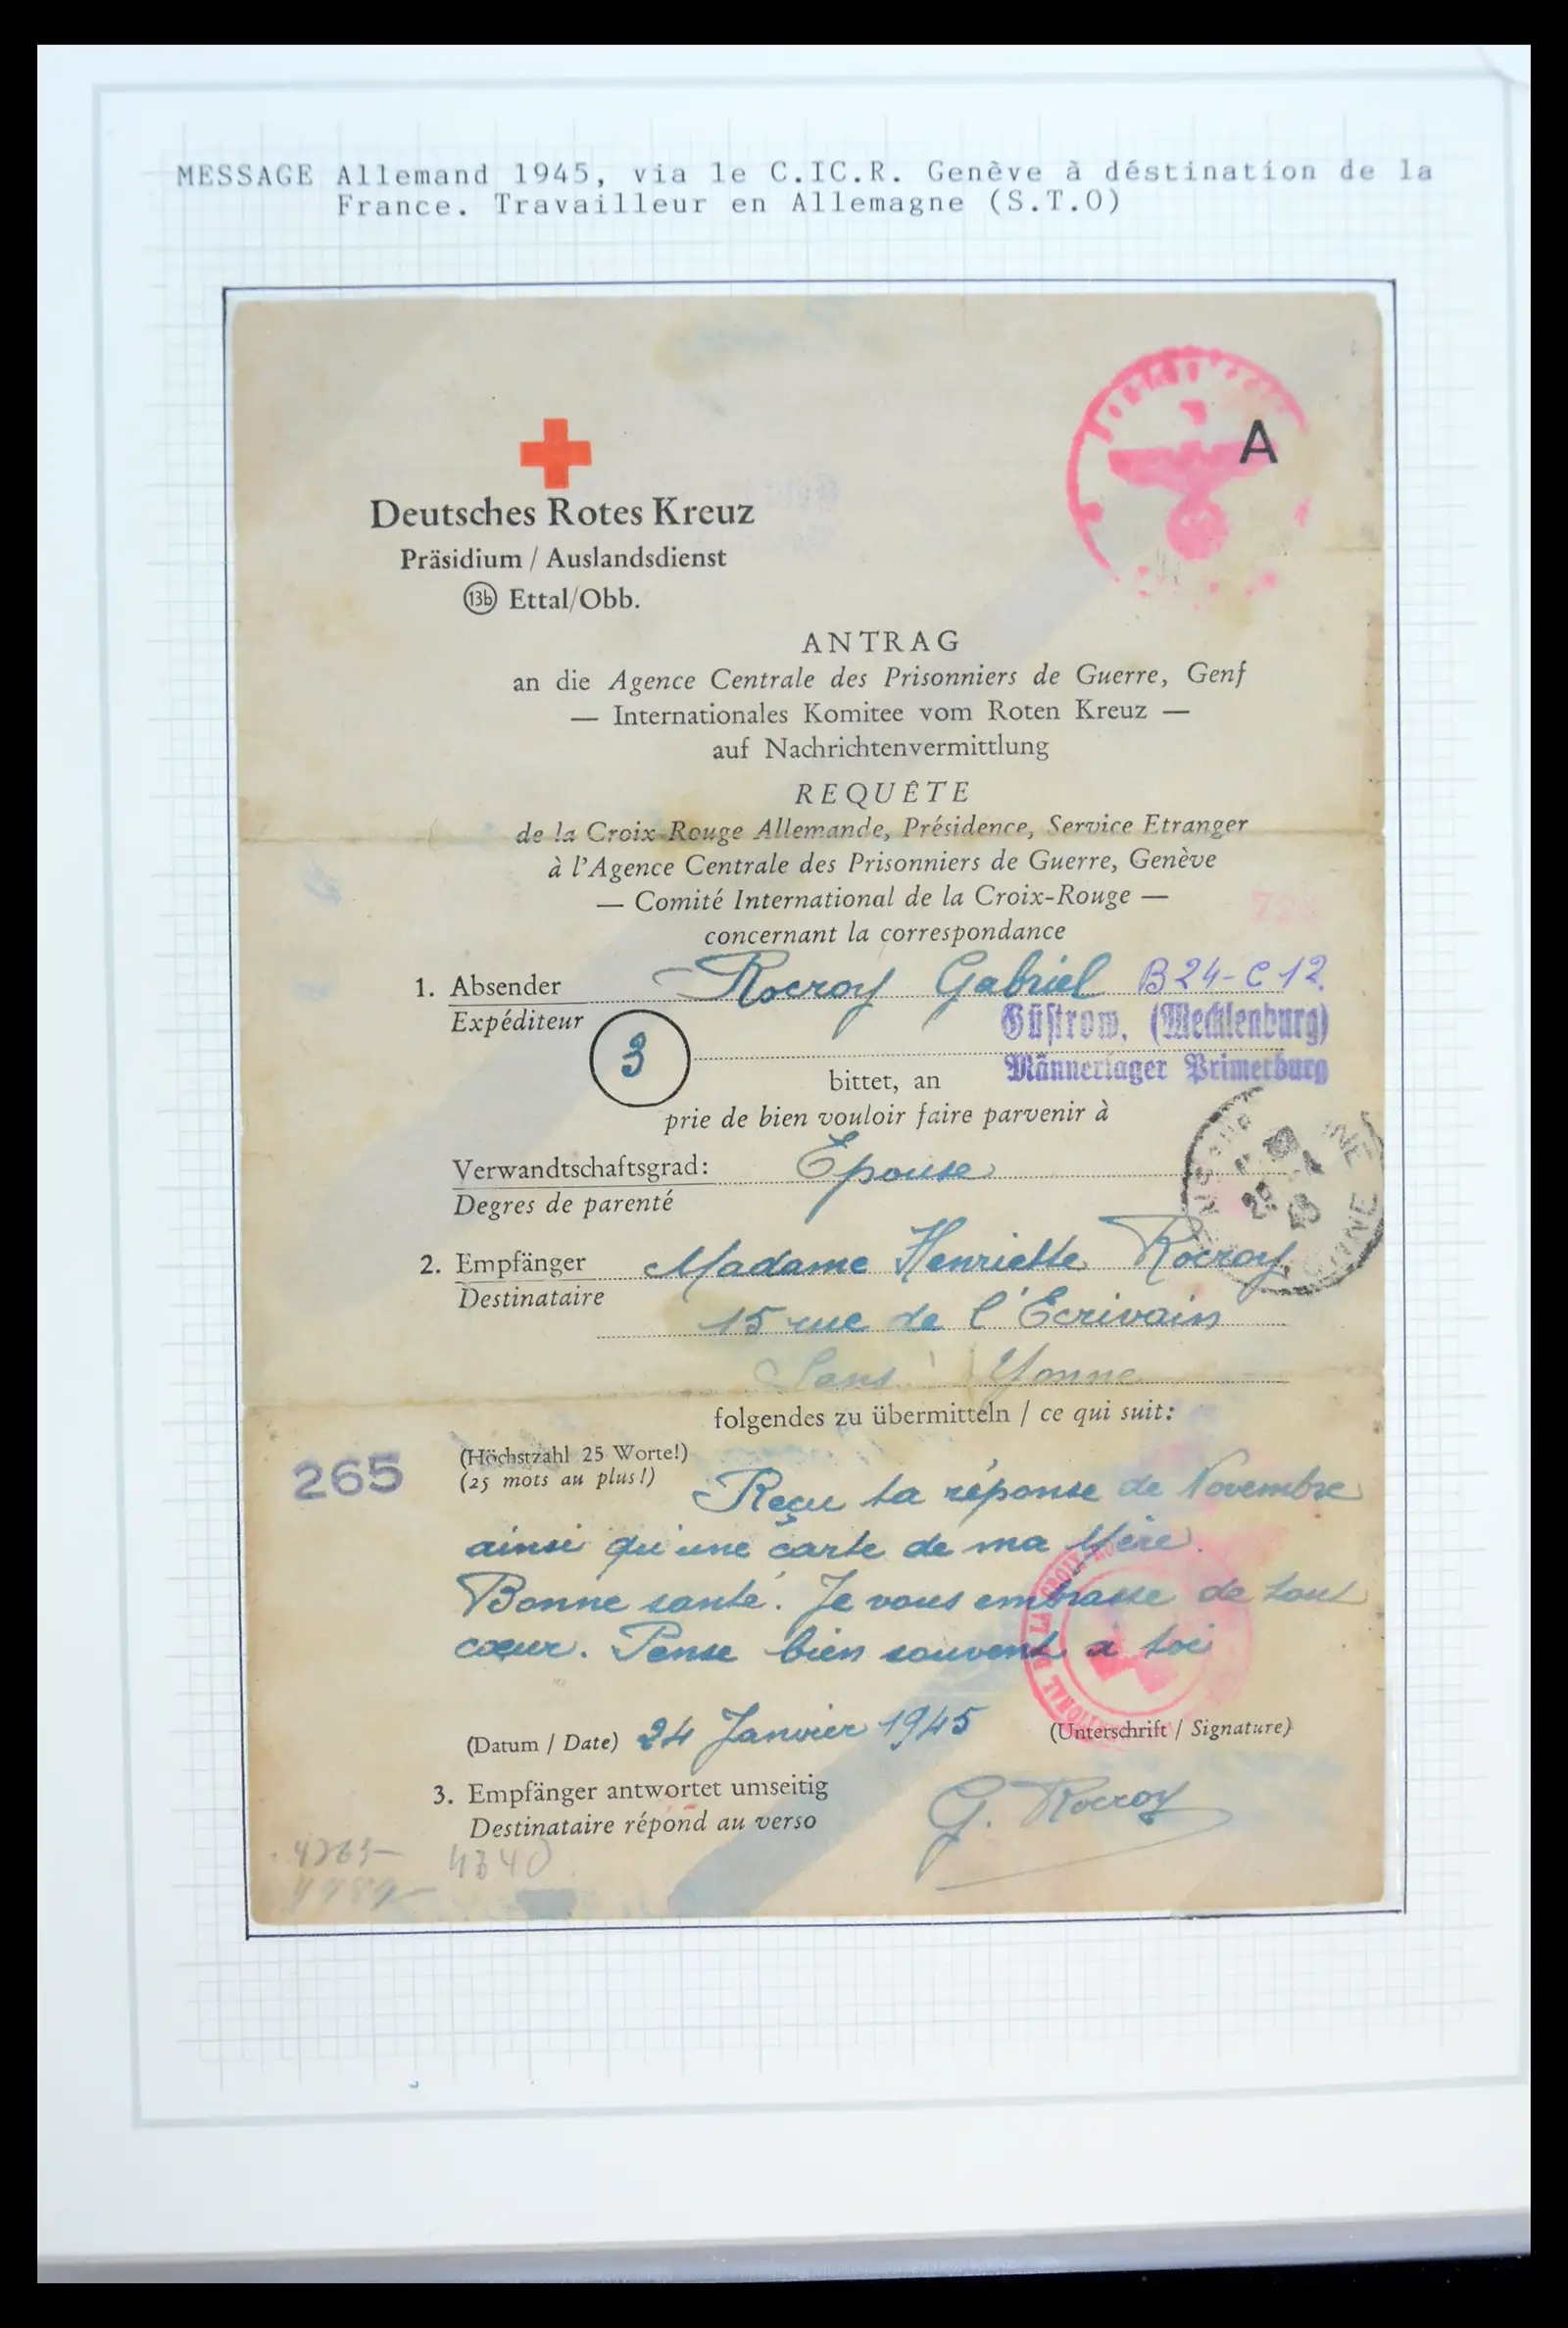 MESSAGE Allemand 1945, via le C.IC.R. Genève à déstination de la
France. Travailleur en Allemagne (S.T.O)
A
Deutsches Rotes Kreuz
Präsidium / Auslandsdienst
13b Ettal/Obb.
ANTRAG
an die Agence Centrale des Prisonniers de Guerre, Genf
— Internationales Komitee vom Roten Kreuz —
auf Nachrichtenvermittlung
REQUÊTE
de la Croix-Rouge Allemande, Présidence, Service Etranger
à l'Agence Centrale des Prisonniers de Guerre, Genève
— Comité International de la Croix-Rouge —
concernant la correspondance
1. Absender Rocroy Gabriel B24-C12.
Expéditeur
Güstrow, (Mecklenburg)
3
Männerlager Primerburg
bittet, an
prie de bien vouloir faire parvenir à
Verwandtschaftsgrad: Epouse
Degres de parenté
2. Empfänger Madame Henriette Rocroy
Destinataire
15 rue de l'Ecrivain
Sens Yonne
folgendes zu übermitteln / ce qui suit:
265
(Höchstzahl 25 Worte!)
(25 mots au plus!)
Reçu ta réponse de Novembre
ainsi qu'une carte de ma Mère.
Bonne santé. Je vous embrasse de tout
cœur. Pense bien souvent à toi
(Datum / Date) 24 Janvier 1945
(Unterschrift / Signature)
3. Empfänger antwortet umseitig
Destinataire répond au verso
G. Rocroy
4340